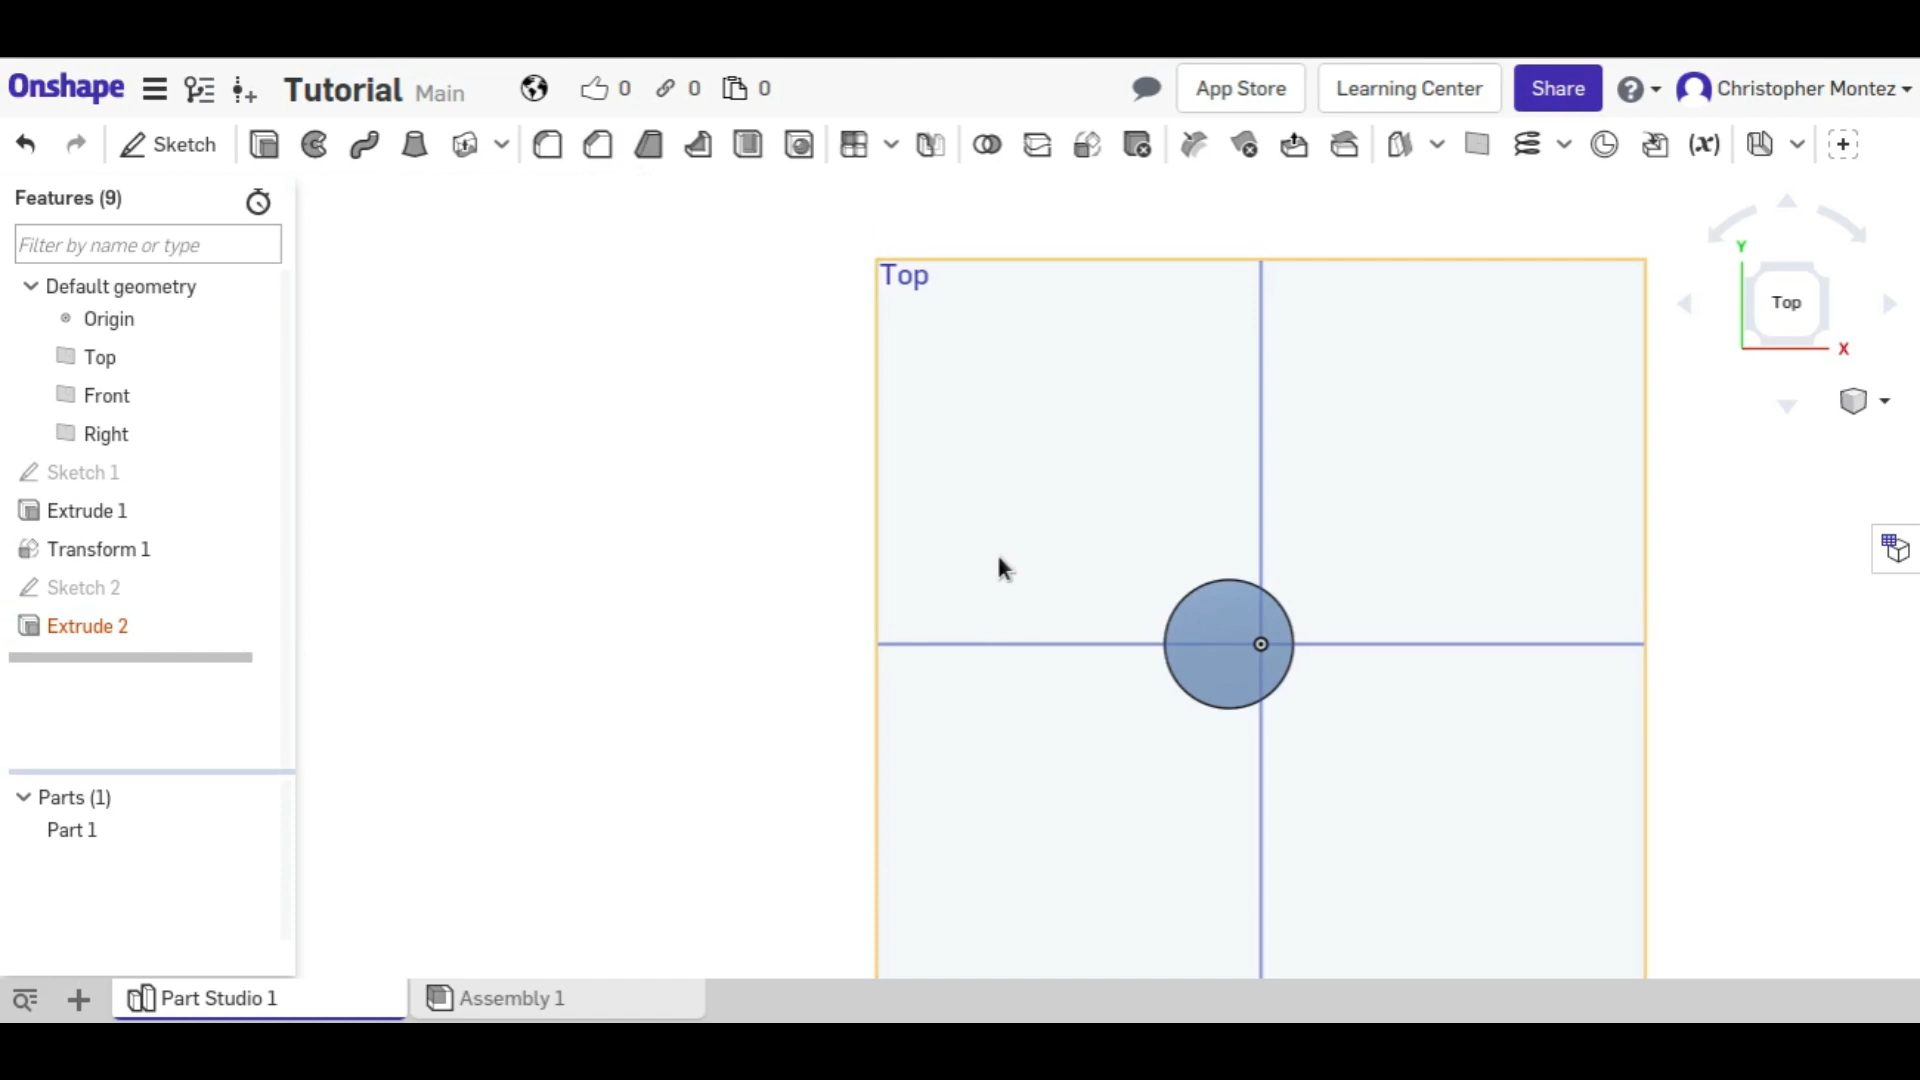 Onshape Tutorial Main 0 0 0 App Store Learning Center Share Christopher Montez
Sketch (x)
Features (9)
Filter by name or type
Default geometry
Origin
Top
Front
Right
Sketch 1
Extrude 1
Transform 1
Sketch 2
Extrude 2
Parts (1)
Part 1
Top
Y
Top
X
Part Studio 1 Assembly 1